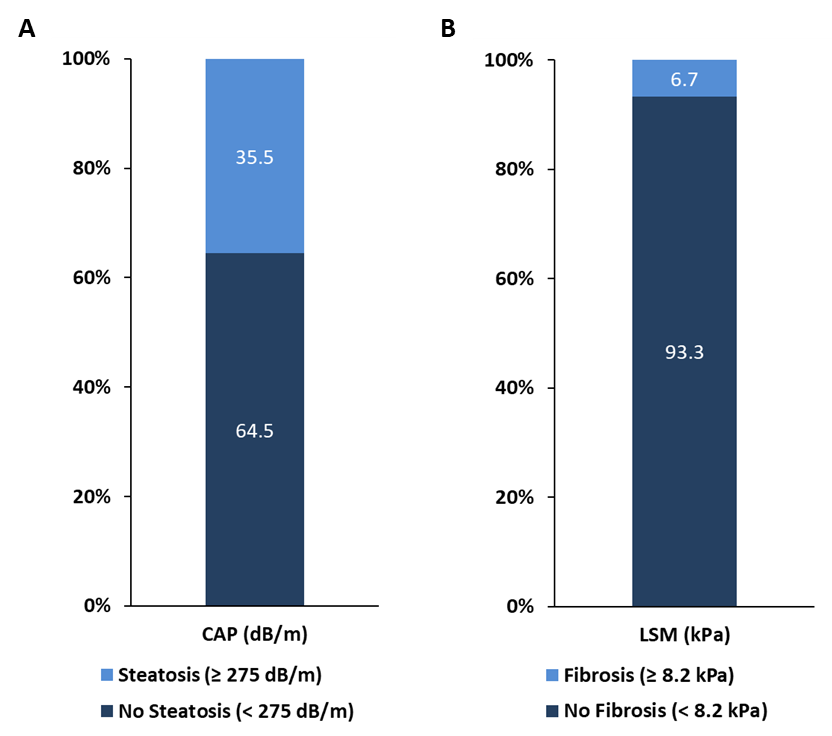 A
100%
80%
60%
40%
20%
0%
35.5
64.5
CAP (dB/m)
Steatosis (≥ 275 dB/m)
No Steatosis (< 275 dB/m)
B
100%
80%
60%
40%
20%
0%
6.7
93.3
LSM (kPa)
Fibrosis (≥ 8.2 kPa)
No Fibrosis (< 8.2 kPa)